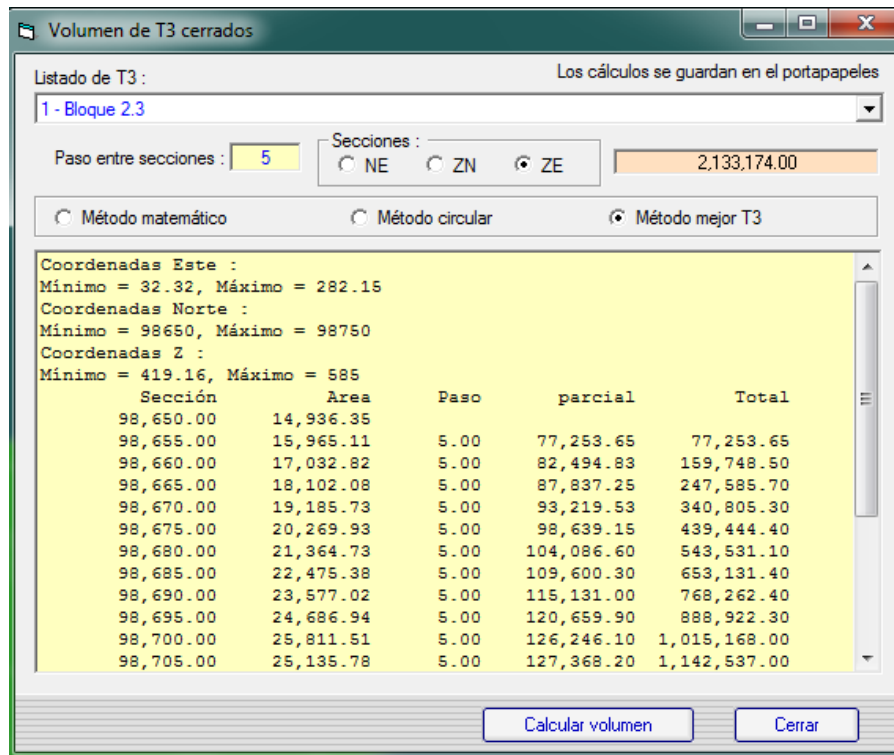 Volumen de T3 cerrados
Listado de T3 :
Los cálculos se guardan en el portapapeles
1 - Bloque 2.3
Paso entre secciones : 5
Secciones :
NE ZN ZE
2,133,174.00
Método matemático Método circular Método mejor T3
Coordenadas Este :
Mínimo = 32.32, Máximo = 282.15
Coordenadas Norte :
Mínimo = 98650, Máximo = 98750
Coordenadas Z :
Mínimo = 419.16, Máximo = 585
Sección Area Paso parcial Total
98,650.00 14,936.35
98,655.00 15,965.11 5.00 77,253.65 77,253.65
98,660.00 17,032.82 5.00 82,494.83 159,748.50
98,665.00 18,102.08 5.00 87,837.25 247,585.70
98,670.00 19,185.73 5.00 93,219.53 340,805.30
98,675.00 20,269.93 5.00 98,639.15 439,444.40
98,680.00 21,364.73 5.00 104,086.60 543,531.10
98,685.00 22,475.38 5.00 109,600.30 653,131.40
98,690.00 23,577.02 5.00 115,131.00 768,262.40
98,695.00 24,686.94 5.00 120,659.90 888,922.30
98,700.00 25,811.51 5.00 126,246.10 1,015,168.00
98,705.00 25,135.78 5.00 127,368.20 1,142,537.00
Calcular volumen
Cerrar